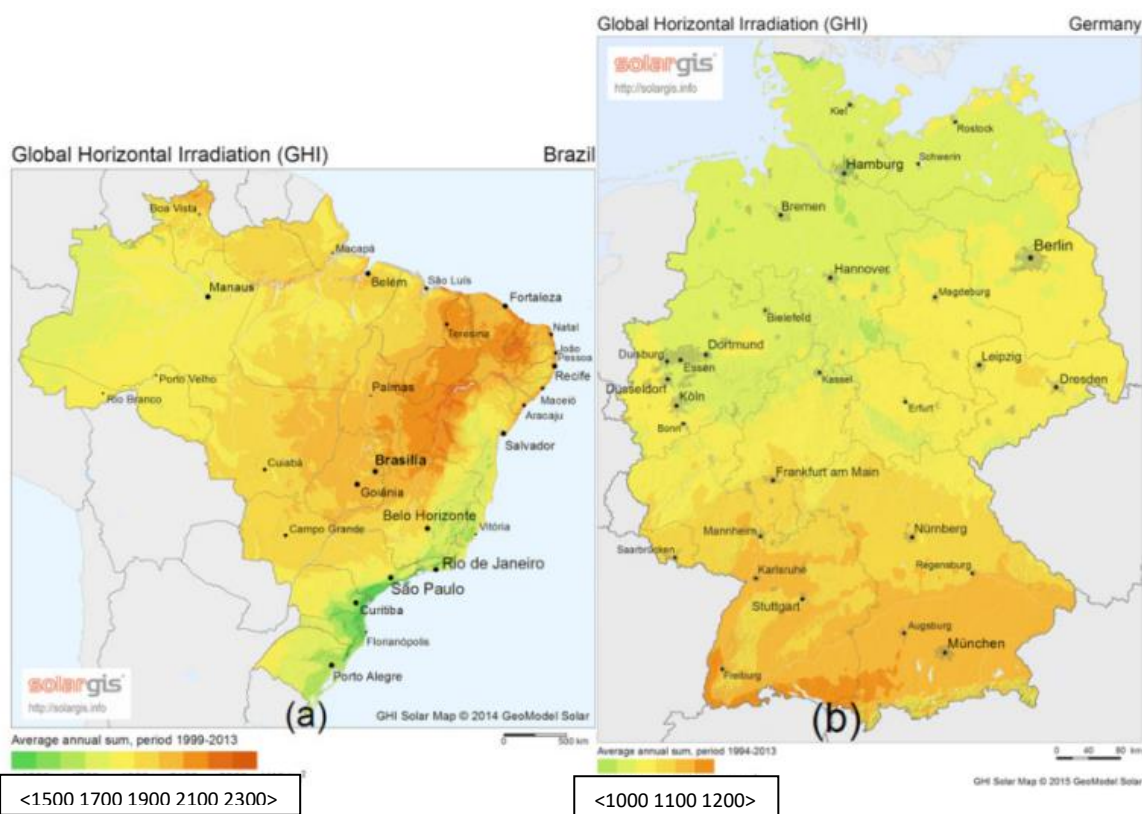 Global Horizontal Irradiation (GHI) Brazil
Boa Vista
Macapá
Belém
São Luís
Manaus
Fortaleza
Teresina
Natal
João
Pessoa
Recife
Porto Velho
Palmas
Rio Branco
Maceió
Aracaju
Salvador
Cuiabá
Brasília
Goiânia
Belo Horizonte
Campo Grande
Vitória
Rio de Janeiro
São Paulo
Curitiba
Florianópolis
Porto Alegre
solargis
http://solargis.info
(a)
GHI Solar Map © 2014 GeoModel Solar
Average annual sum, period 1999-2013
500 km
<1500 1700 1900 2100 2300>
Global Horizontal Irradiation (GHI) Germany
solargis
http://solargis.info
Kiel
Rostock
Hamburg
Schwerin
Bremen
Berlin
Hannover
Magdeburg
Bielefeld
Duisburg
Dortmund
Essen
Leipzig
Düsseldorf
Kassel
Dresden
Köln
Erfurt
Bonn
Frankfurt am Main
Mannheim
Nürnberg
Saarbrücken
Karlsruhe
Regensburg
Stuttgart
Augsburg
München
Freiburg
(b)
Average annual sum, period 1994-2013
0 40 80 km
GHI Solar Map © 2015 GeoModel Solar
<1000 1100 1200>